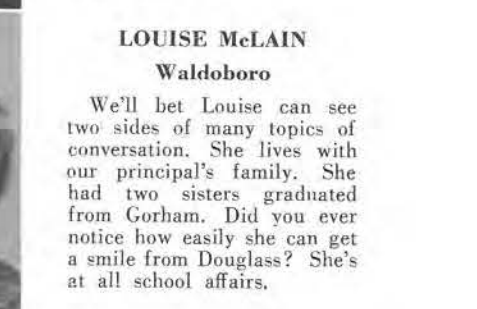 LOUISE McLAIN
Waldoboro
We'll bet Louise can see
two sides of many topics of
conversation. She lives with
our principal's family. She
had two sisters graduated
from Gorham. Did you ever
notice how easily she can get
a smile from Douglass? She's
at all school affairs.